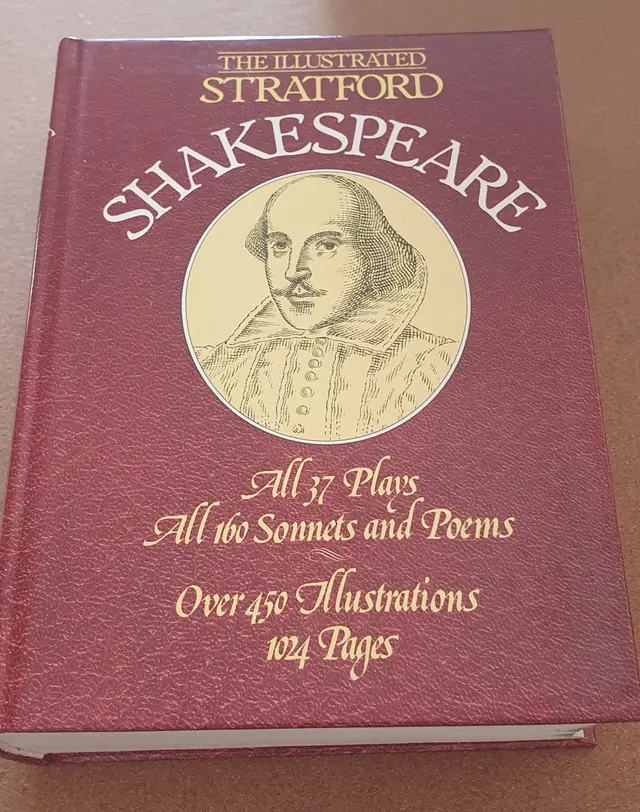 THE ILLUSTRATED
STRATFORD
SHAKESPEARE
All 37 Plays
All 160 Sonnets and Poems
Over 450 Illustrations
1024 Pages